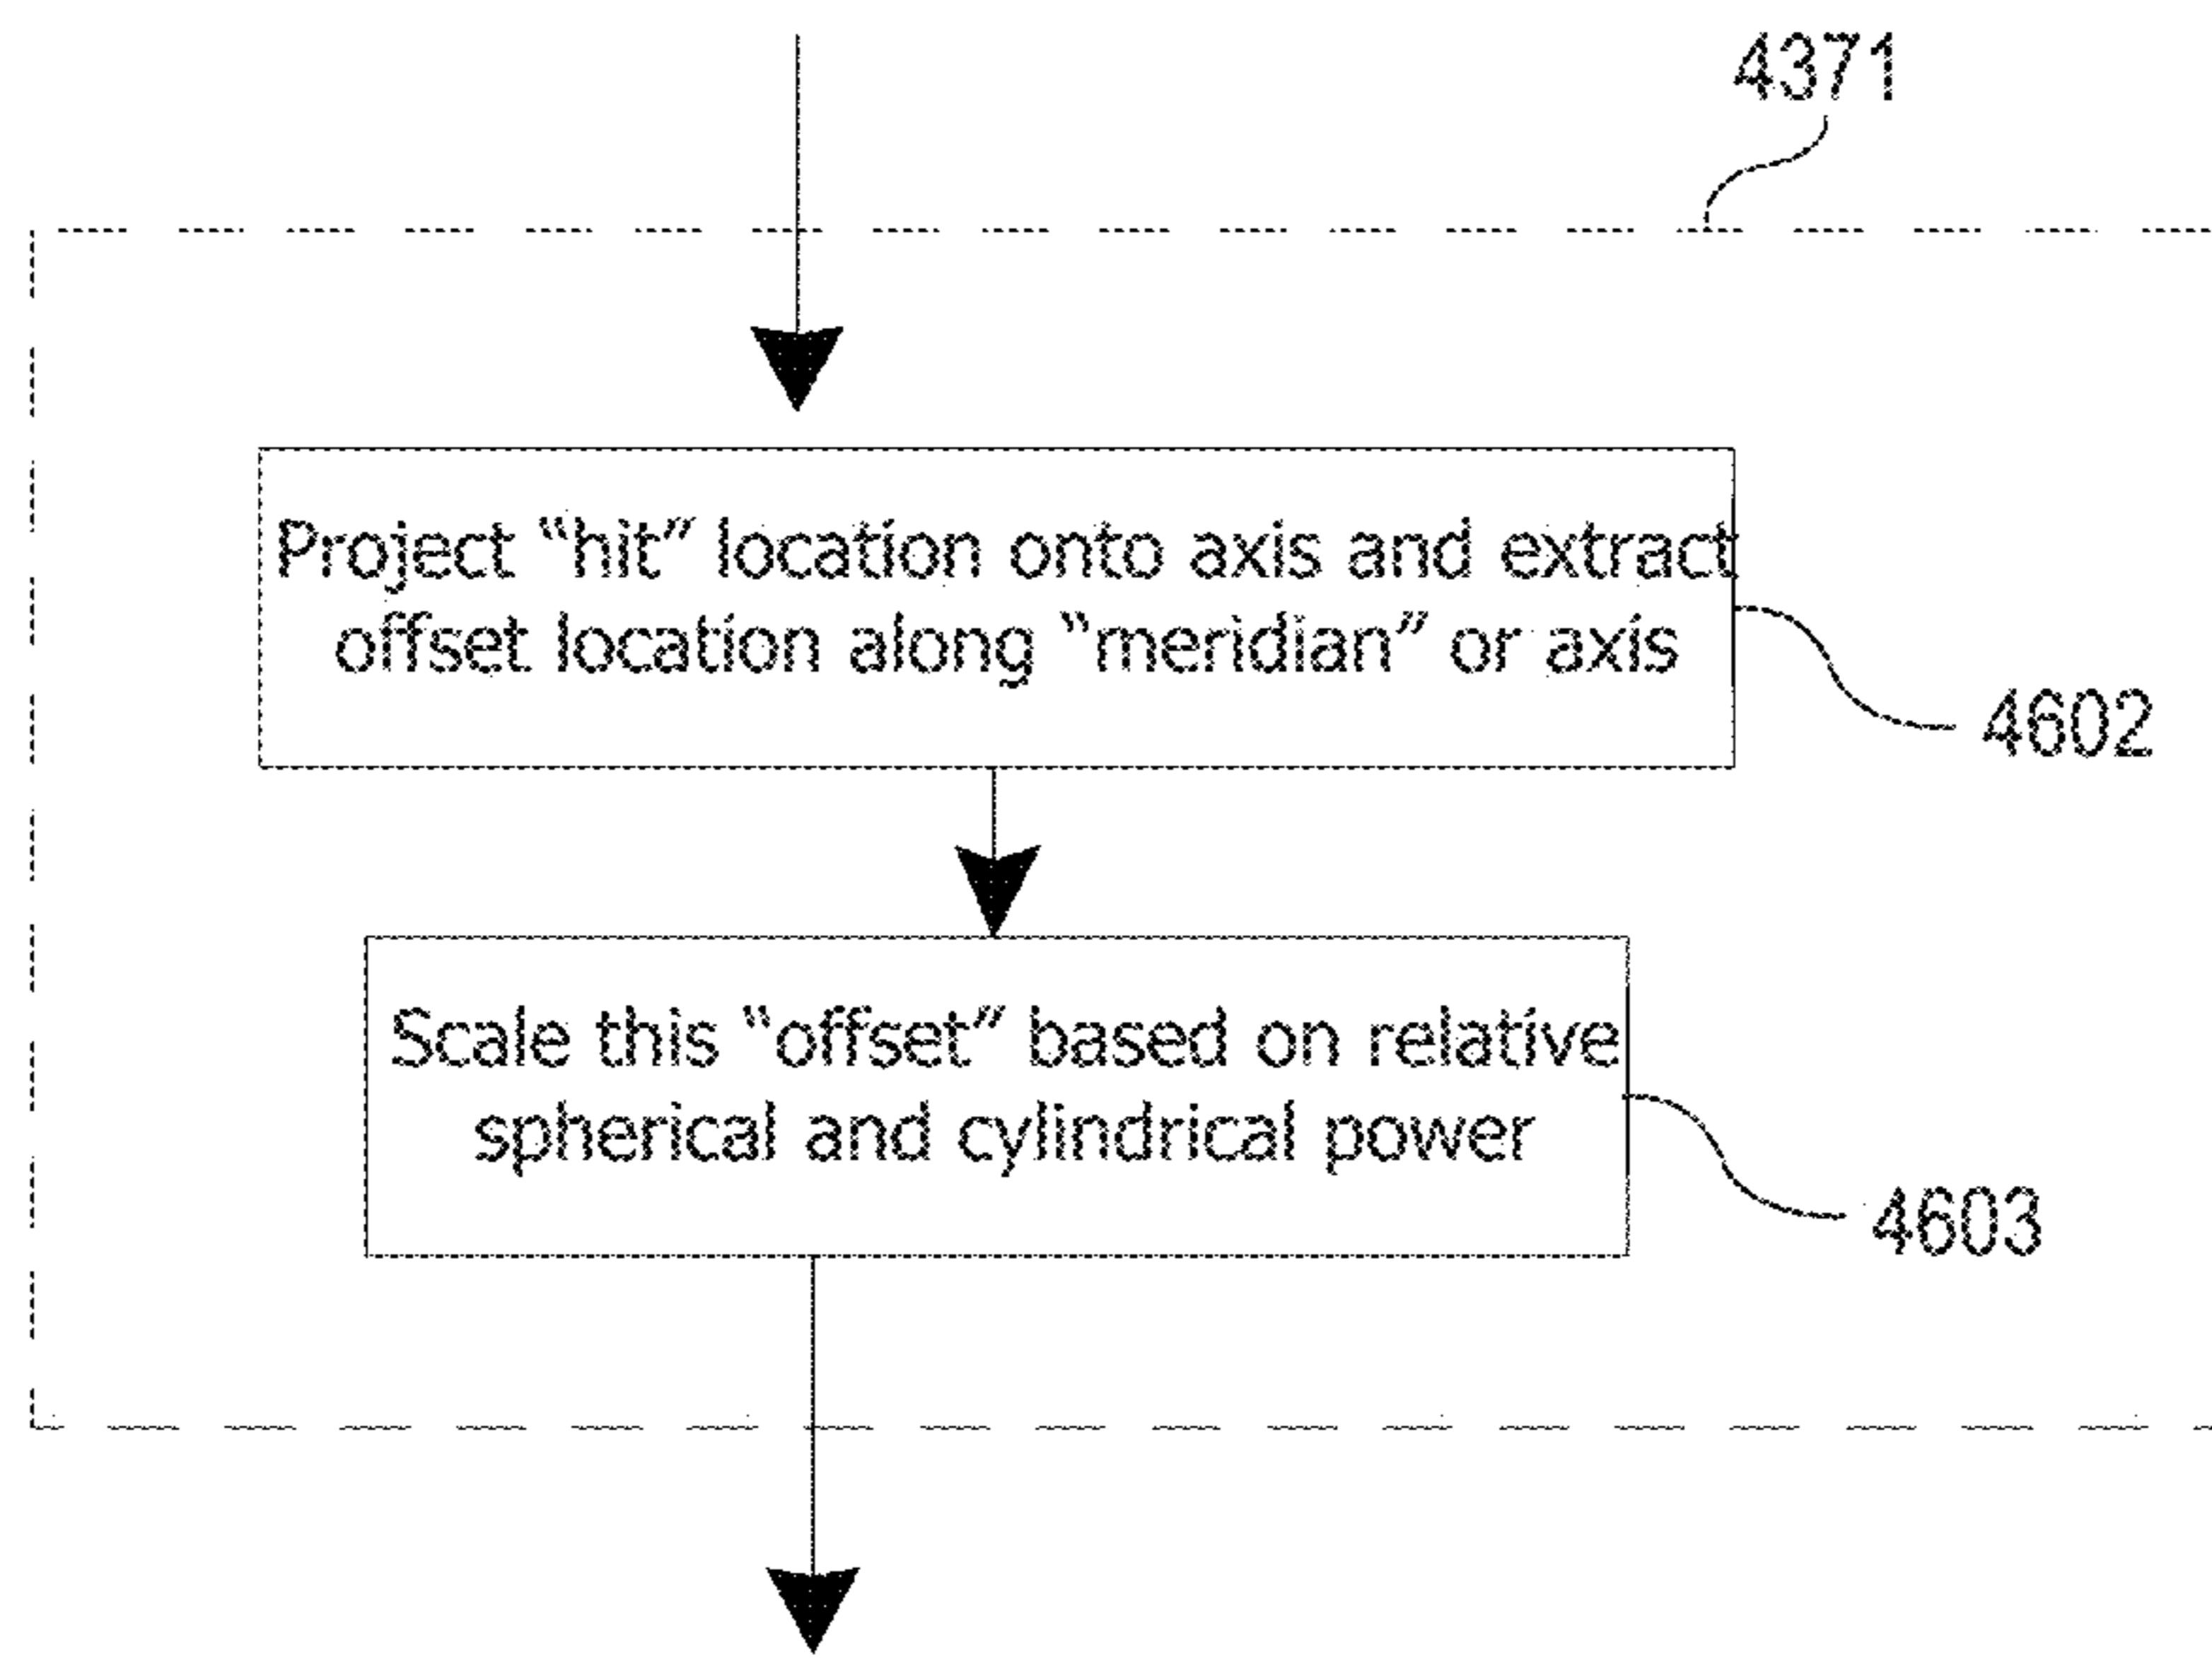 4371
Project “hit” location onto axis and extract
offset location along “meridian” or axis
4602
Scale this “offset” based on relative
spherical and cylindrical power
4603